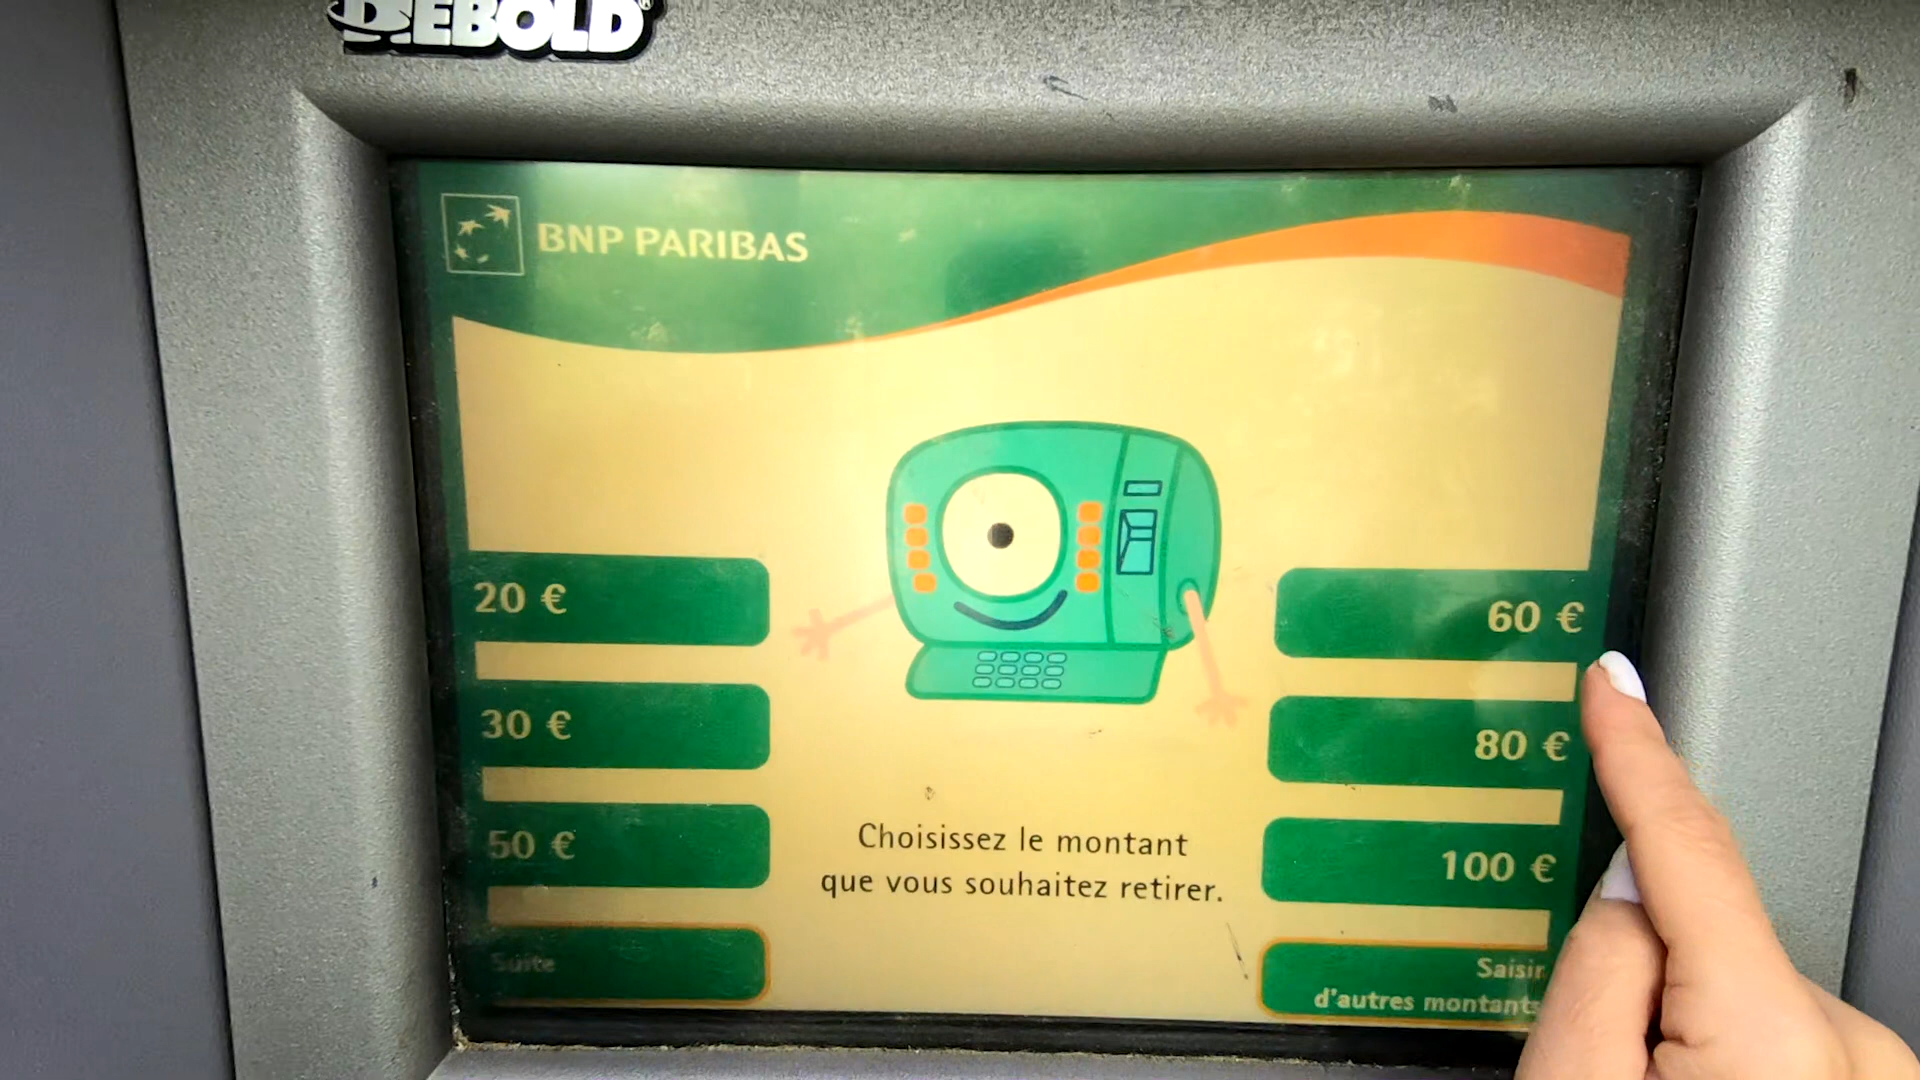 DIEBOLD
BNP PARIBAS
20 €
30 €
50 €
Suite
60 €
80 €
100 €
Saisir
d'autres montants
Choisissez le montant
que vous souhaitez retirer.